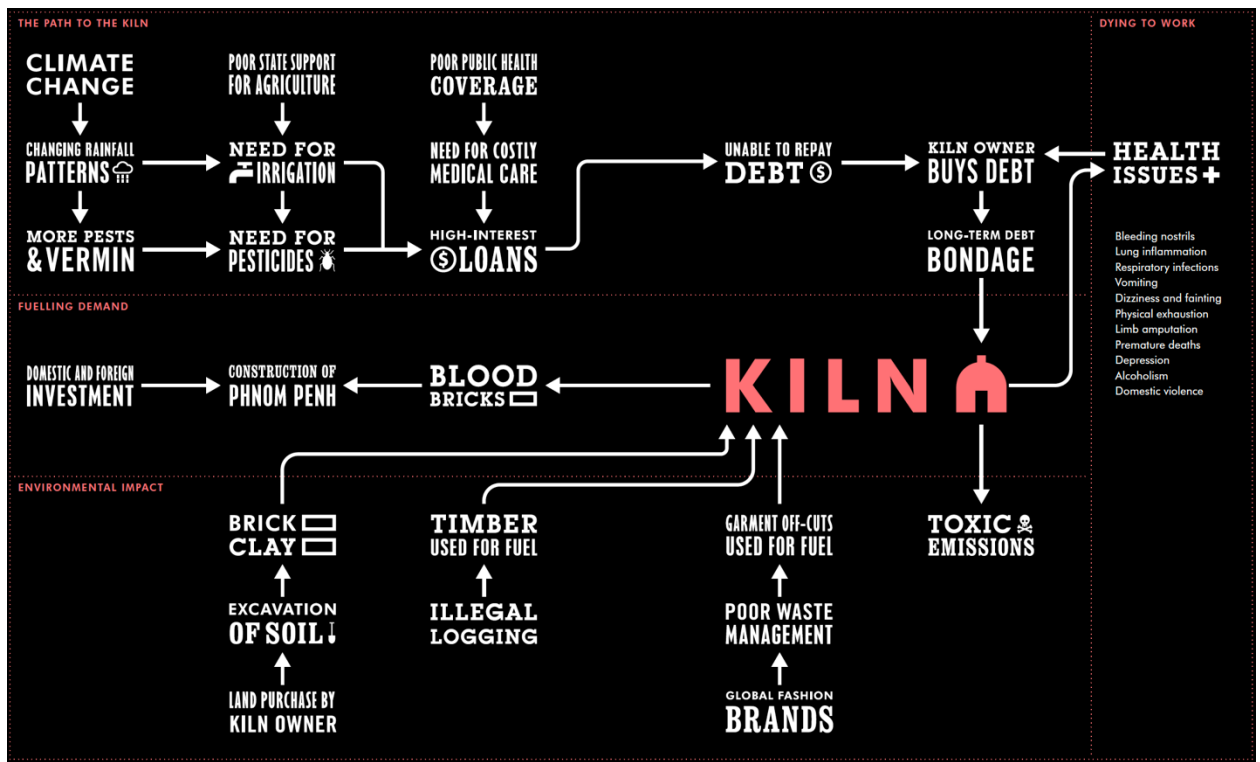 THE PATH TO THE KILN
DYING TO WORK
CLIMATE
CHANGE
POOR STATE SUPPORT
FOR AGRICULTURE
POOR PUBLIC HEALTH
COVERAGE
CHANGING RAINFALL
PATTERNS
NEED FOR
IRRIGATION
NEED FOR COSTLY
MEDICAL CARE
UNABLE TO REPAY
DEBT $
KILN OWNER
BUYS DEBT
HEALTH
ISSUES
MORE PESTS
& VERMIN
NEED FOR
PESTICIDES
HIGH-INTEREST
$ LOANS
LONG-TERM DEBT
BONDAGE
Bleeding nostrils
Lung inflammation
Respiratory infections
Vomiting
Dizziness and fainting
Physical exhaustion
Limb amputation
Premature deaths
Depression
Alcoholism
Domestic violence
FUELLING DEMAND
DOMESTIC AND FOREIGN
INVESTMENT
CONSTRUCTION OF
PHNOM PENH
BLOOD
BRICKS
KILN
ENVIRONMENTAL IMPACT
BRICK
CLAY
TIMBER
USED FOR FUEL
GARMENT OFF-CUTS
USED FOR FUEL
TOXIC
EMISSIONS
EXCAVATION
OF SOIL
ILLEGAL
LOGGING
POOR WASTE
MANAGEMENT
LAND PURCHASE BY
KILN OWNER
GLOBAL FASHION
BRANDS